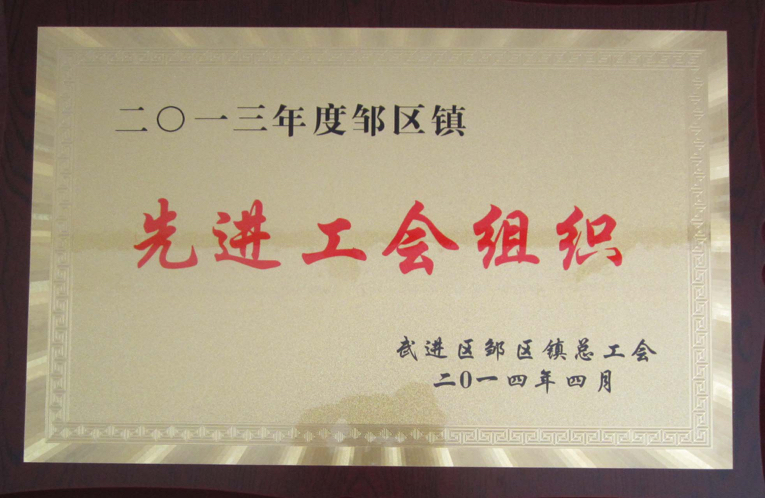 二〇一三年度邹区镇
先进工会组织
武进区邹区镇总工会
二0一四年四月